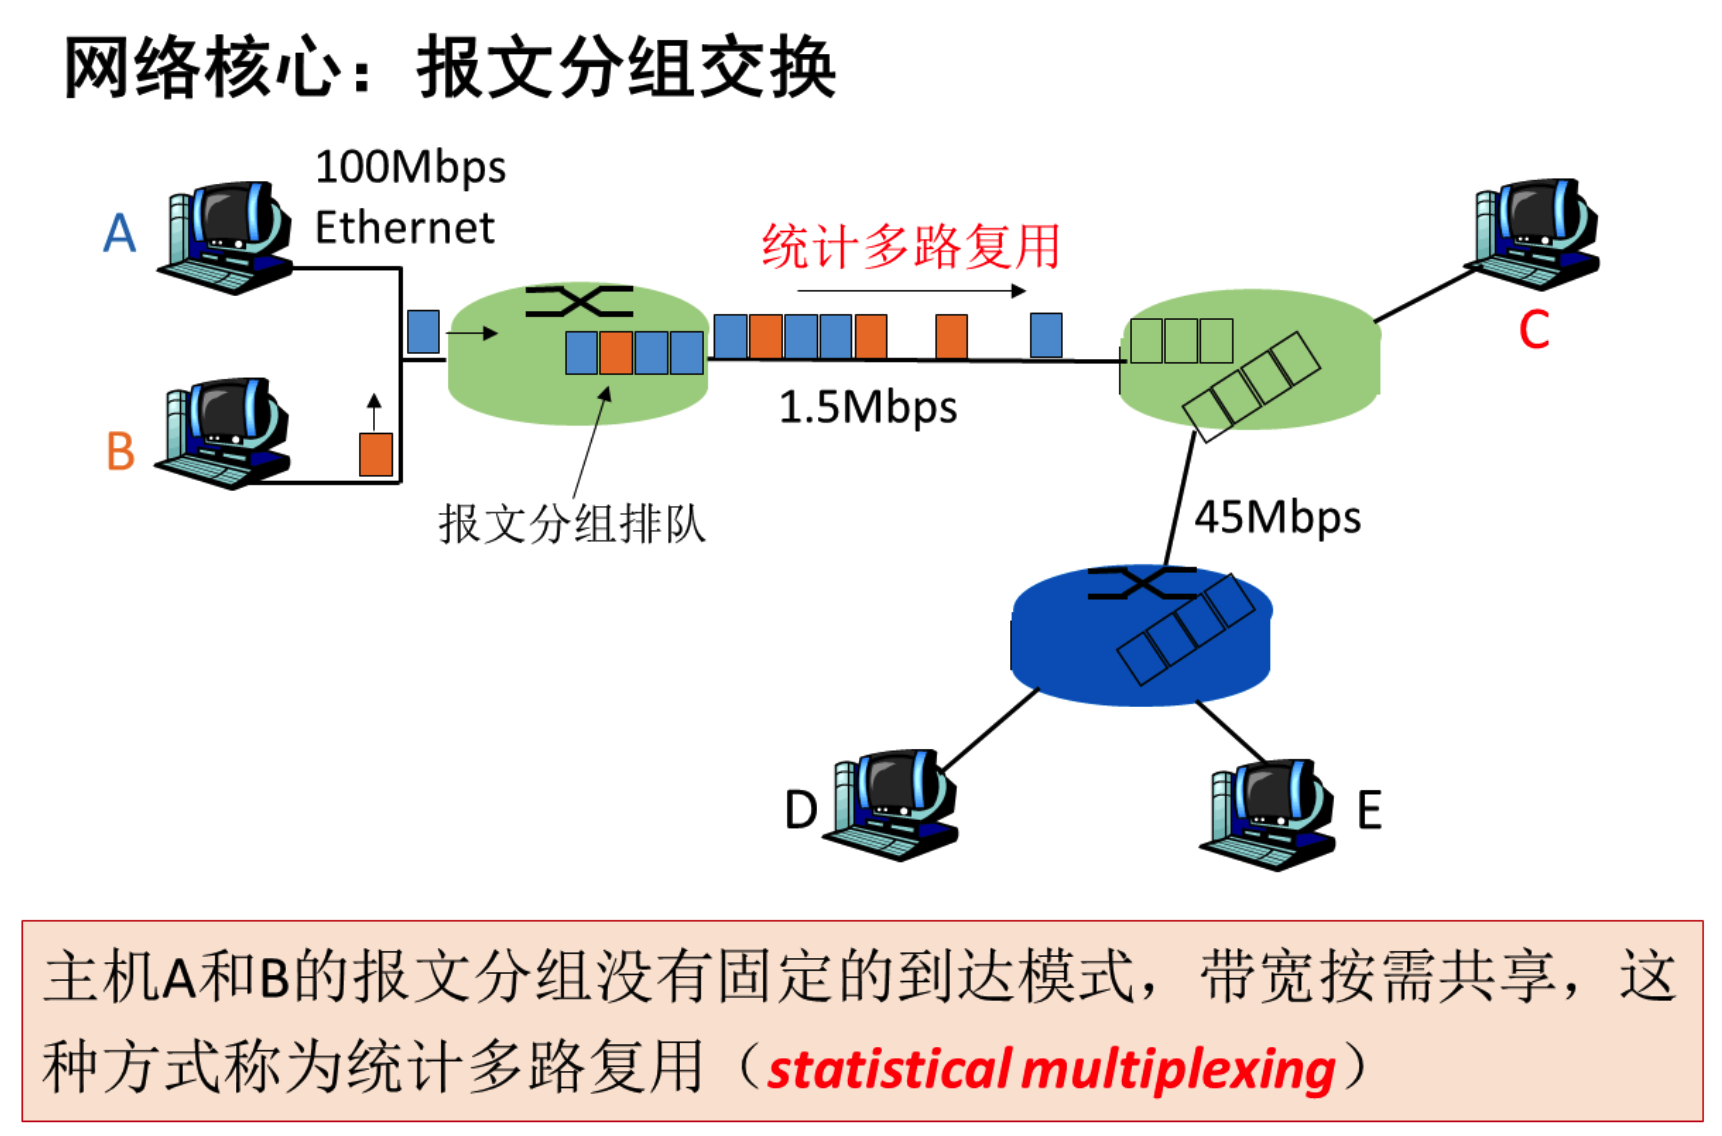 网络核心：报文分组交换
100Mbps
Ethernet
A
统计多路复用
C
1.5Mbps
B
报文分组排队
45Mbps
D
E
主机A和B的报文分组没有固定的到达模式，带宽按需共享，这
种方式称为统计多路复用（statistical multiplexing）